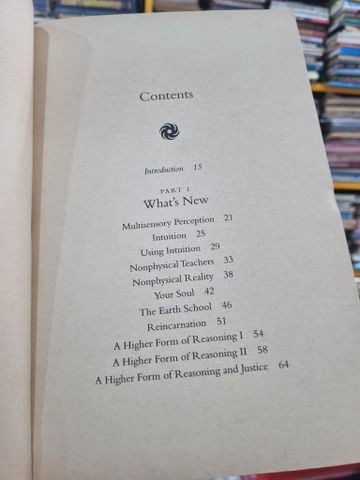 Contents
Introduction 15
PART 1
What's New
Multisensory Perception 21
Intuition 25
Using Intuition 29
Nonphysical Teachers 33
Nonphysical Reality 38
Your Soul 42
The Earth School 46
Reincarnation 51
A Higher Form of Reasoning I 54
A Higher Form of Reasoning II 58
A Higher Form of Reasoning and Justice 64